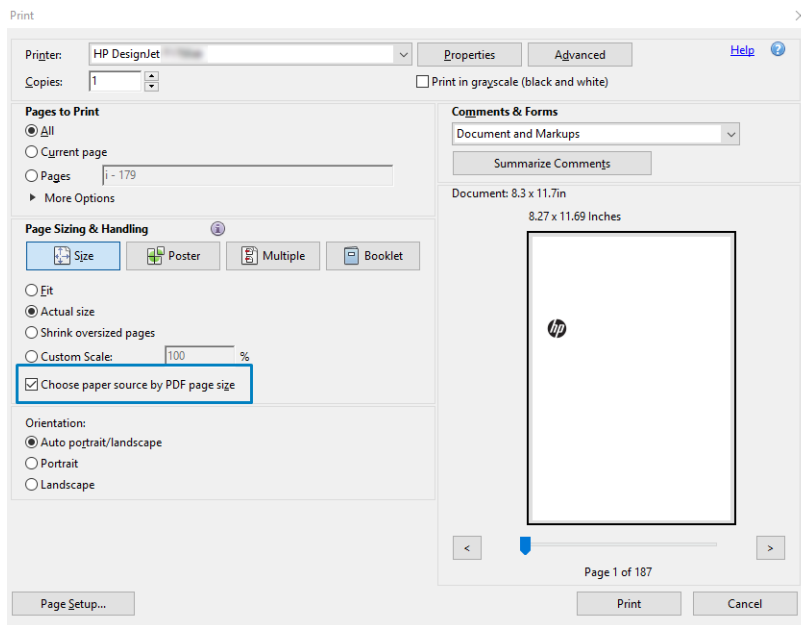 Print
Printer: HP DesignJet
Properties
Advanced
Help
Copies: 1
Print in grayscale (black and white)
Pages to Print
All
Current page
Pages i - 179
More Options
Page Sizing & Handling
Size
Poster
Multiple
Booklet
Fit
Actual size
Shrink oversized pages
Custom Scale: 100 %
Choose paper source by PDF page size
Orientation:
Auto portrait/landscape
Portrait
Landscape
Comments & Forms
Document and Markups
Summarize Comments
Document: 8.3 x 11.7in
8.27 x 11.69 Inches
hp
<
>
Page 1 of 187
Page Setup...
Print
Cancel